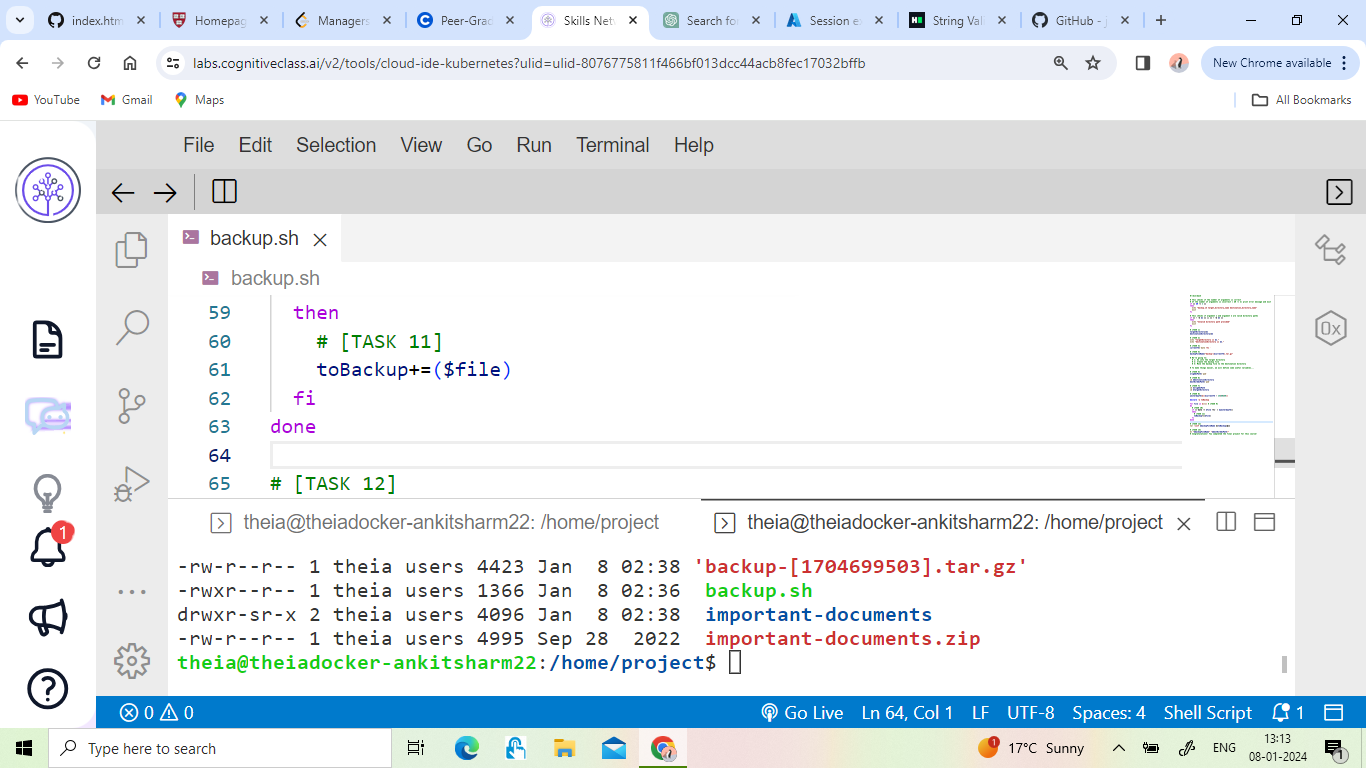 index.htm
Homepag
Managers
Peer-Grad
Skills Net
Search fo
Session e
String Vali
GitHub - j
labs.cognitiveclass.ai/v2/tools/cloud-ide-kubernetes?ulid=ulid-8076775811f466bf013dcc44acb8fec17032bffb
New Chrome available
YouTube
Gmail
Maps
All Bookmarks
File Edit Selection View Go Run Terminal Help
backup.sh
backup.sh
59 then
60 # [TASK 11]
61 toBackup+=($file)
62 fi
63 done
64
65 # [TASK 12]
theia@theiadocker-ankitsharm22: /home/project
theia@theiadocker-ankitsharm22: /home/project
-rw-r--r-- 1 theia users 4423 Jan  8 02:38 'backup-[1704699503].tar.gz'
-rwxr--r-- 1 theia users 1366 Jan  8 02:36  backup.sh
drwxr-sr-x 2 theia users 4096 Jan  8 02:38  important-documents
-rw-r--r-- 1 theia users 4995 Sep 28  2022  important-documents.zip
theia@theiadocker-ankitsharm22:/home/project$
1
0x
0 0
Go Live
Ln 64, Col 1
LF
UTF-8
Spaces: 4
Shell Script
1
Type here to search
1
17°C Sunny
ENG
13:13
08-01-2024
1